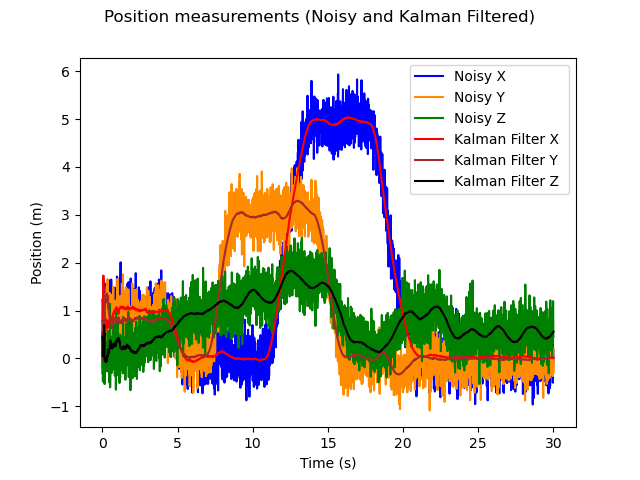 Position measurements (Noisy and Kalman Filtered)
6
5
4
3
2
1
0
−1
Position (m)
Noisy X
Noisy Y
Noisy Z
Kalman Filter X
Kalman Filter Y
Kalman Filter Z
0 5 10 15 20 25 30
Time (s)